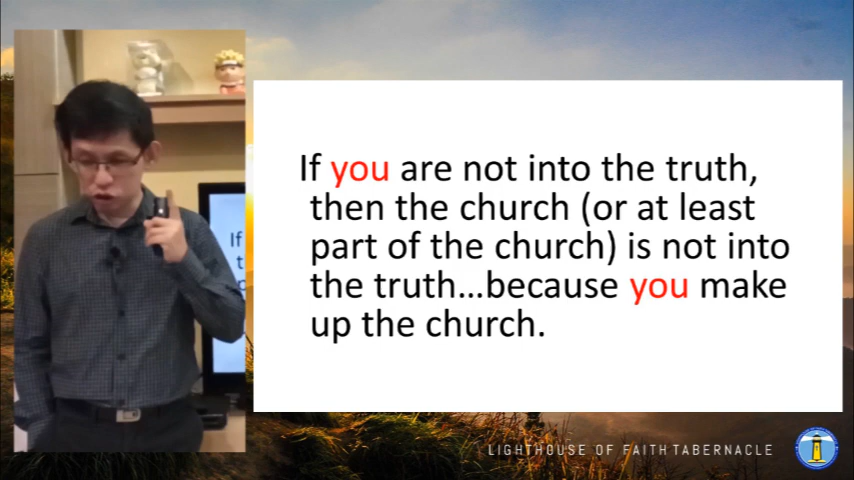 If you are not into the truth,
then the church (or at least
part of the church) is not into
the truth...because you make
up the church.
If
t
LIGHTHOUSE OF FAITH TABERNACLE